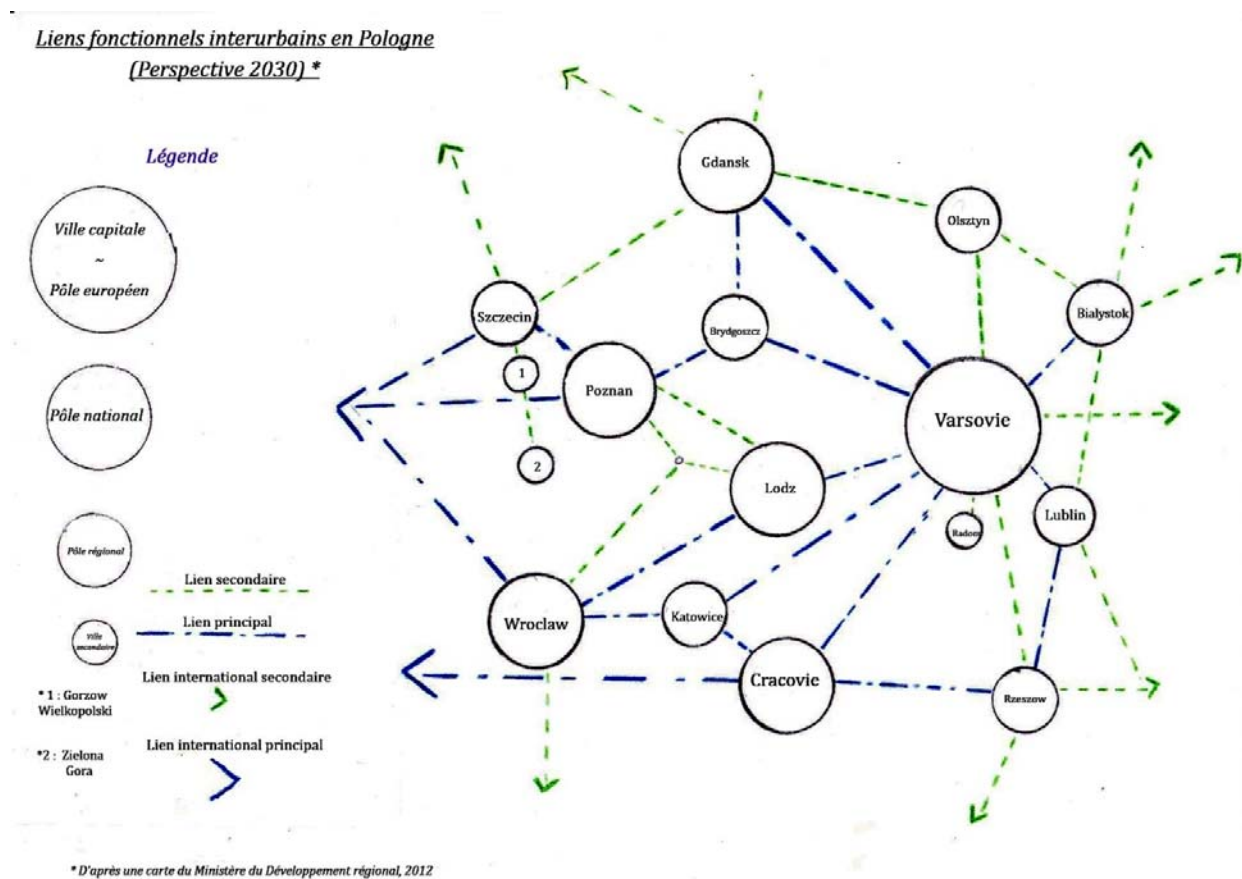 Liens fonctionnels interurbains en Pologne
(Perspective 2030) *
Légende
Ville capitale
~
Pôle européen
Pôle national
Pôle régional
Ville
secondaire
Lien secondaire
Lien principal
Lien international secondaire
* 1 : Gorzow
Wielkopolski
Lien international principal
*2 : Zielona
Gora
Gdansk
Olsztyn
Szczecin
Brydgoszcz
Bialystok
1
Poznan
Varsovie
2
Lodz
Radom
Lublin
Wroclaw
Katowice
Cracovie
Rzeszow
* D'après une carte du Ministère du Développement régional, 2012